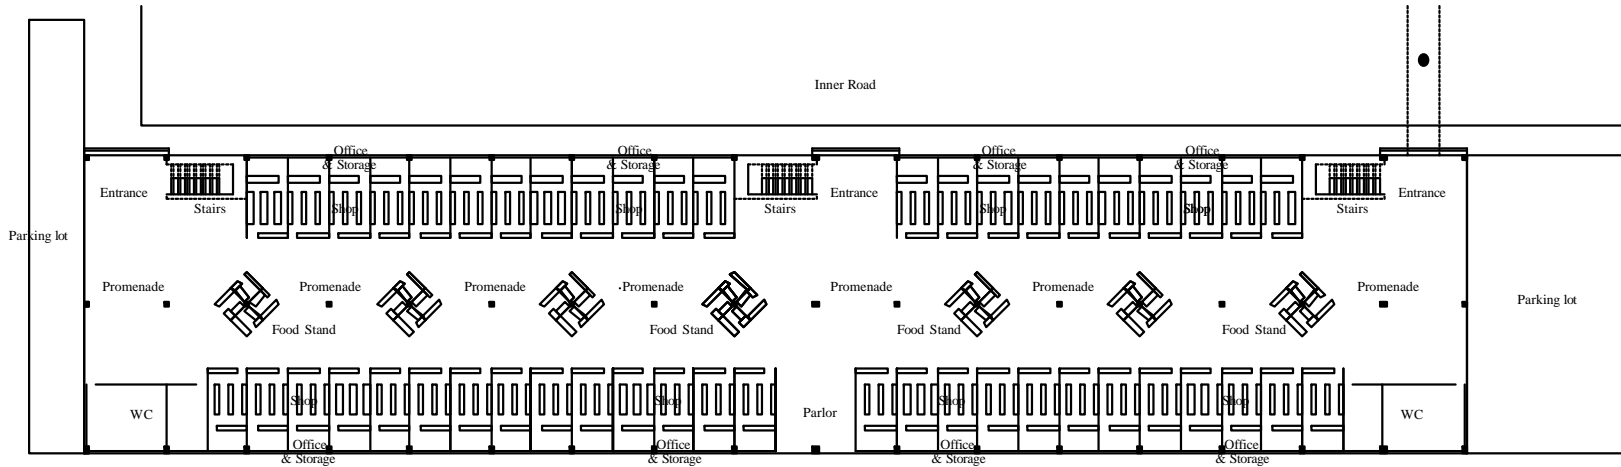 Inner Road
Office
& Storage
Office
& Storage
Office
& Storage
Office
& Storage
Entrance
Stairs
Shop
Shop
Stairs
Entrance
Shop
Shop
Stairs
Entrance
Parking lot
Promenade
Promenade
Promenade
Promenade
Promenade
Promenade
Promenade
Parking lot
Food Stand
Food Stand
Food Stand
Food Stand
WC
Shop
Shop
Parlor
Shop
Shop
WC
Office
& Storage
Office
& Storage
Office
& Storage
Office
& Storage